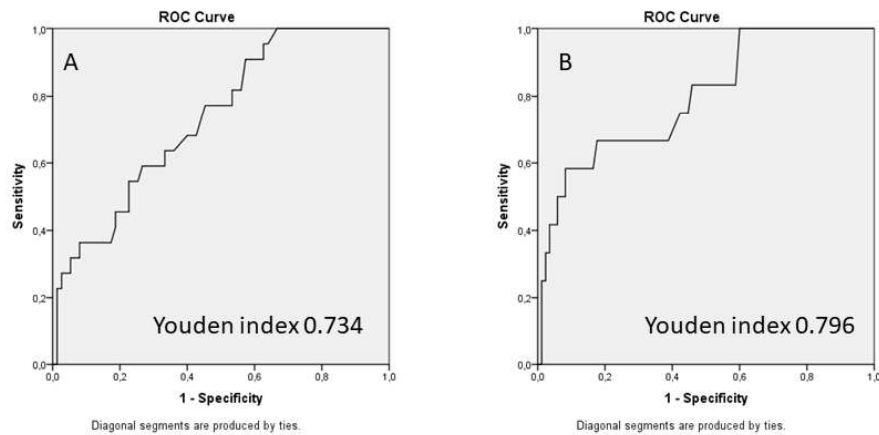 ROC Curve
A
1,0
0,8
0,6
0,4
0,2
0,0
Sensitivity
Youden index 0.734
0,0 0,2 0,4 0,6 0,8 1,0
1 - Specificity
Diagonal segments are produced by ties.
ROC Curve
B
1,0
0,8
0,6
0,4
0,2
0,0
Sensitivity
Youden index 0.796
0,0 0,2 0,4 0,6 0,8 1,0
1 - Specificity
Diagonal segments are produced by ties.